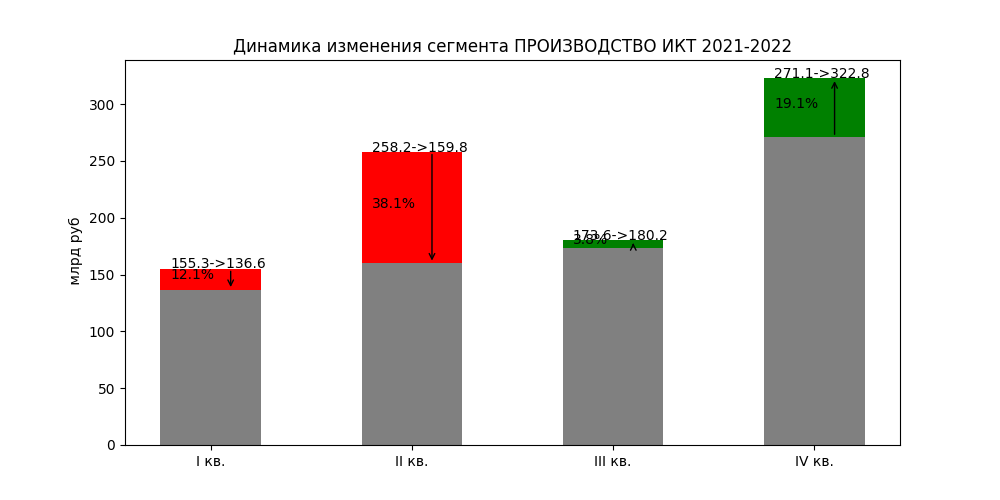 Динамика изменения сегмента ПРОИЗВОДСТВО ИКТ 2021-2022
млрд руб
300
250
200
150
100
50
0
155.3->136.6
12.1%
258.2->159.8
38.1%
173.6->180.2
3.8%
271.1->322.8
19.1%
I кв.
II кв.
III кв.
IV кв.